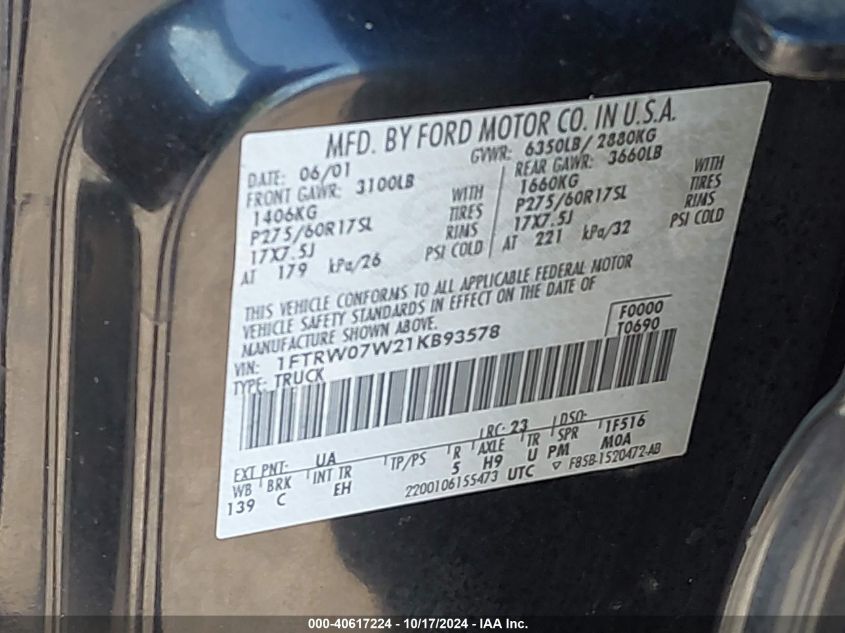 MFD. BY FORD MOTOR CO. IN U.S.A.
DATE: 06/01 GVWR: 6350LB/ 2880KG
FRONT GAWR: 3100LB REAR GAWR: 3660LB
1406KG WITH 1660KG WITH
P275/60R17SL TIRES P275/60R17SL TIRES
17X7.5J RIMS 17X7.5J RIMS
AT 179 kPa/26 PSI COLD AT 221 kPa/32 PSI COLD
THIS VEHICLE CONFORMS TO ALL APPLICABLE FEDERAL MOTOR
VEHICLE SAFETY STANDARDS IN EFFECT ON THE DATE OF
MANUFACTURE SHOWN ABOVE.
F0000
VIN: 1FTRW07W21KB93578 T0690
TYPE: TRUCK
EXT PNT: UA RC: 23 DSO:
WB BRK INT TR TP/PS R AXLE TR SPR 1F516
139 C EH 5 H9 U PM M0A
2200106155473 UTC ▽ F85B-1520472-AB
000-40617224 - 10/17/2024 - IAA Inc.